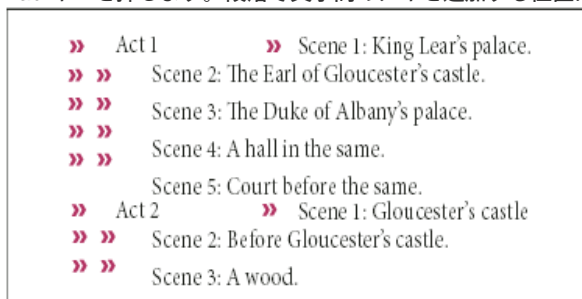 » Act 1 » Scene 1: King Lear's palace.
» » Scene 2: The Earl of Gloucester's castle.
» » Scene 3: The Duke of Albany's palace.
» » Scene 4: A hall in the same.
» » Scene 5: Court before the same.
» Act 2 » Scene 1: Gloucester's castle
» » Scene 2: Before Gloucester's castle.
» » Scene 3: A wood.